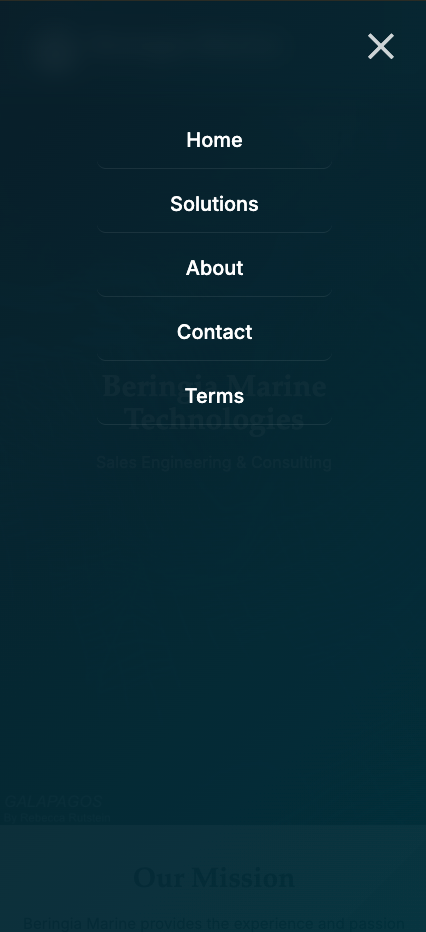 Home
Solutions
About
Contact
Beringia Marine
Terms
Technologies
Sales Engineering & Consulting
GALAPAGOS
Our Mission
Beringia Marine provides the experience and passion